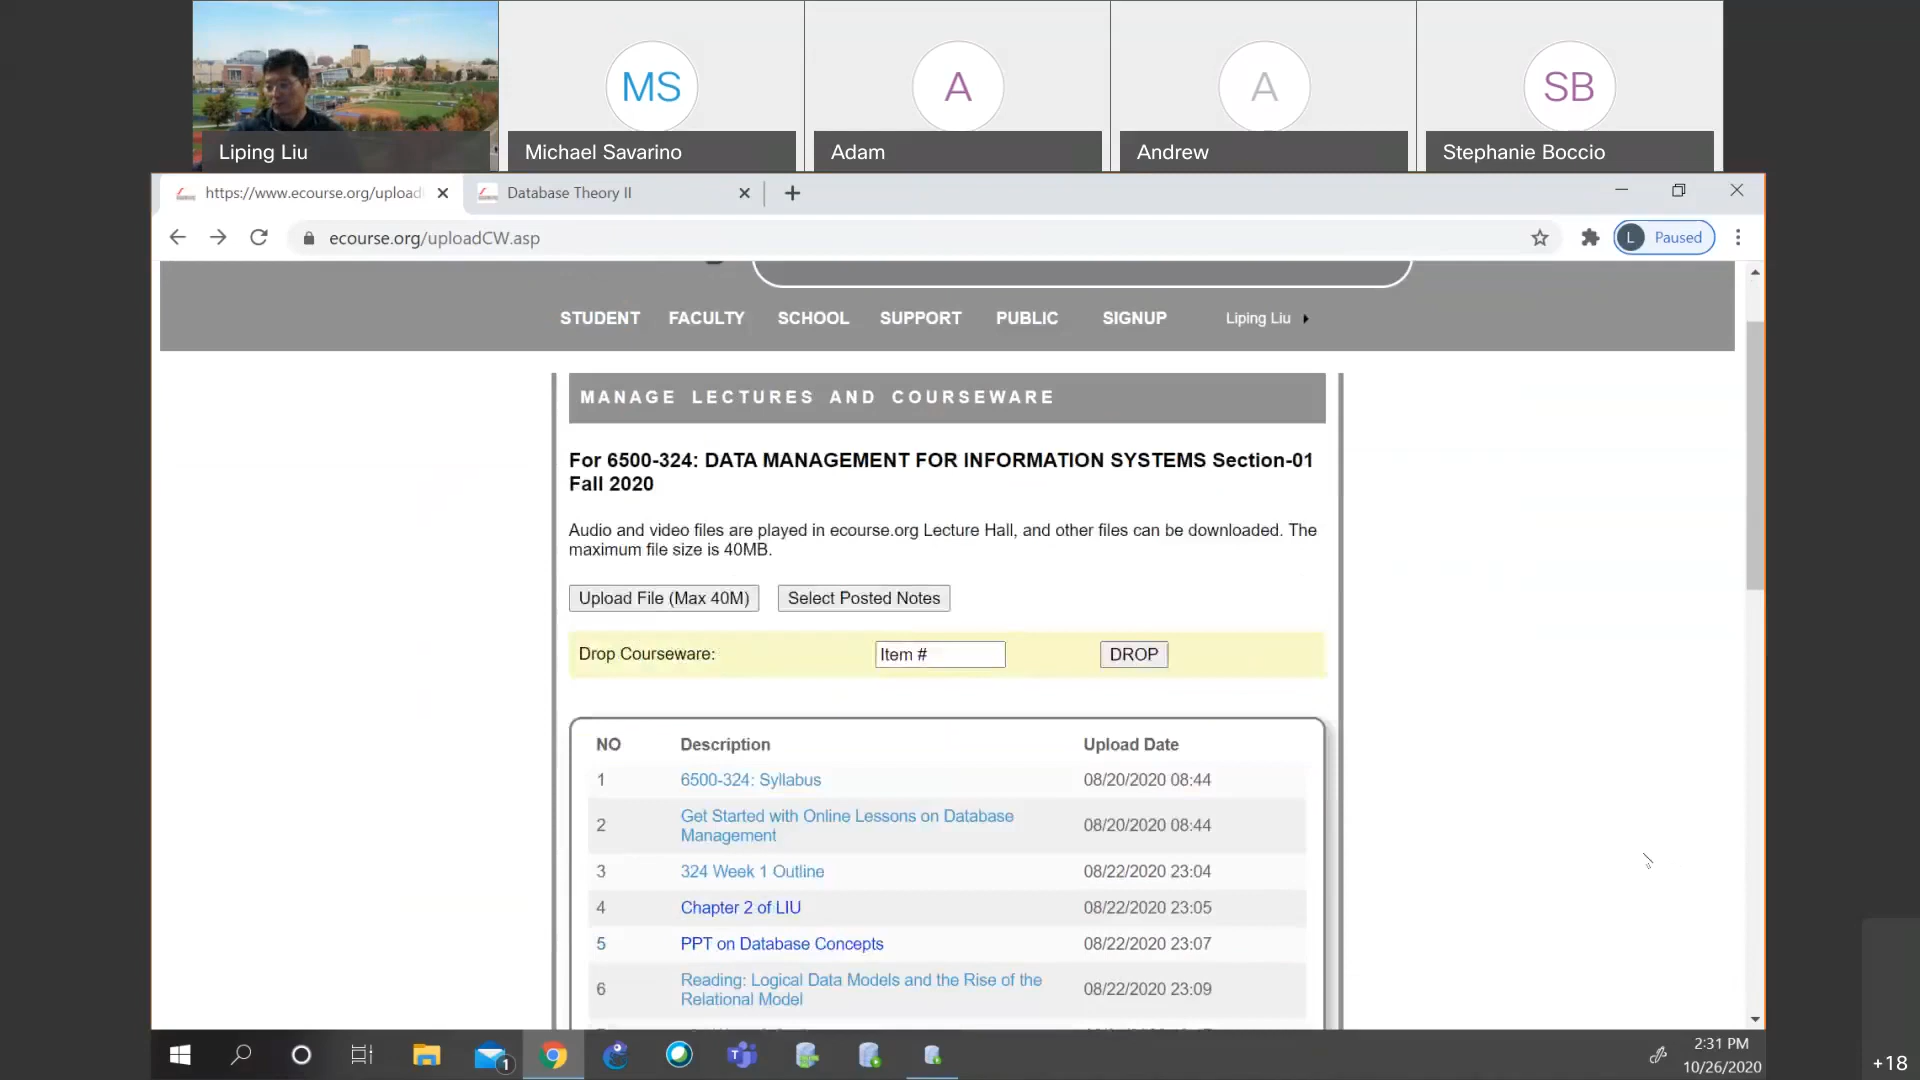 MS
A
A
SB
Liping Liu
Michael Savarino
Adam
Andrew
Stephanie Boccio
https://www.ecourse.org/upload
Database Theory II
ecourse.org/uploadCW.asp
L
Paused
STUDENT
FACULTY
SCHOOL
SUPPORT
PUBLIC
SIGNUP
Liping Liu
MANAGE LECTURES AND COURSEWARE
For 6500-324: DATA MANAGEMENT FOR INFORMATION SYSTEMS Section-01
Fall 2020
Audio and video files are played in ecourse.org Lecture Hall, and other files can be downloaded. The
maximum file size is 40MB.
Upload File (Max 40M)
Select Posted Notes
Drop Courseware:
Item #
DROP
NO Description Upload Date
1 6500-324: Syllabus 08/20/2020 08:44
2 Get Started with Online Lessons on Database
Management 08/20/2020 08:44
3 324 Week 1 Outline 08/22/2020 23:04
4 Chapter 2 of LIU 08/22/2020 23:05
5 PPT on Database Concepts 08/22/2020 23:07
6 Reading: Logical Data Models and the Rise of the
Relational Model 08/22/2020 23:09
1
2:31 PM
10/26/2020
+18